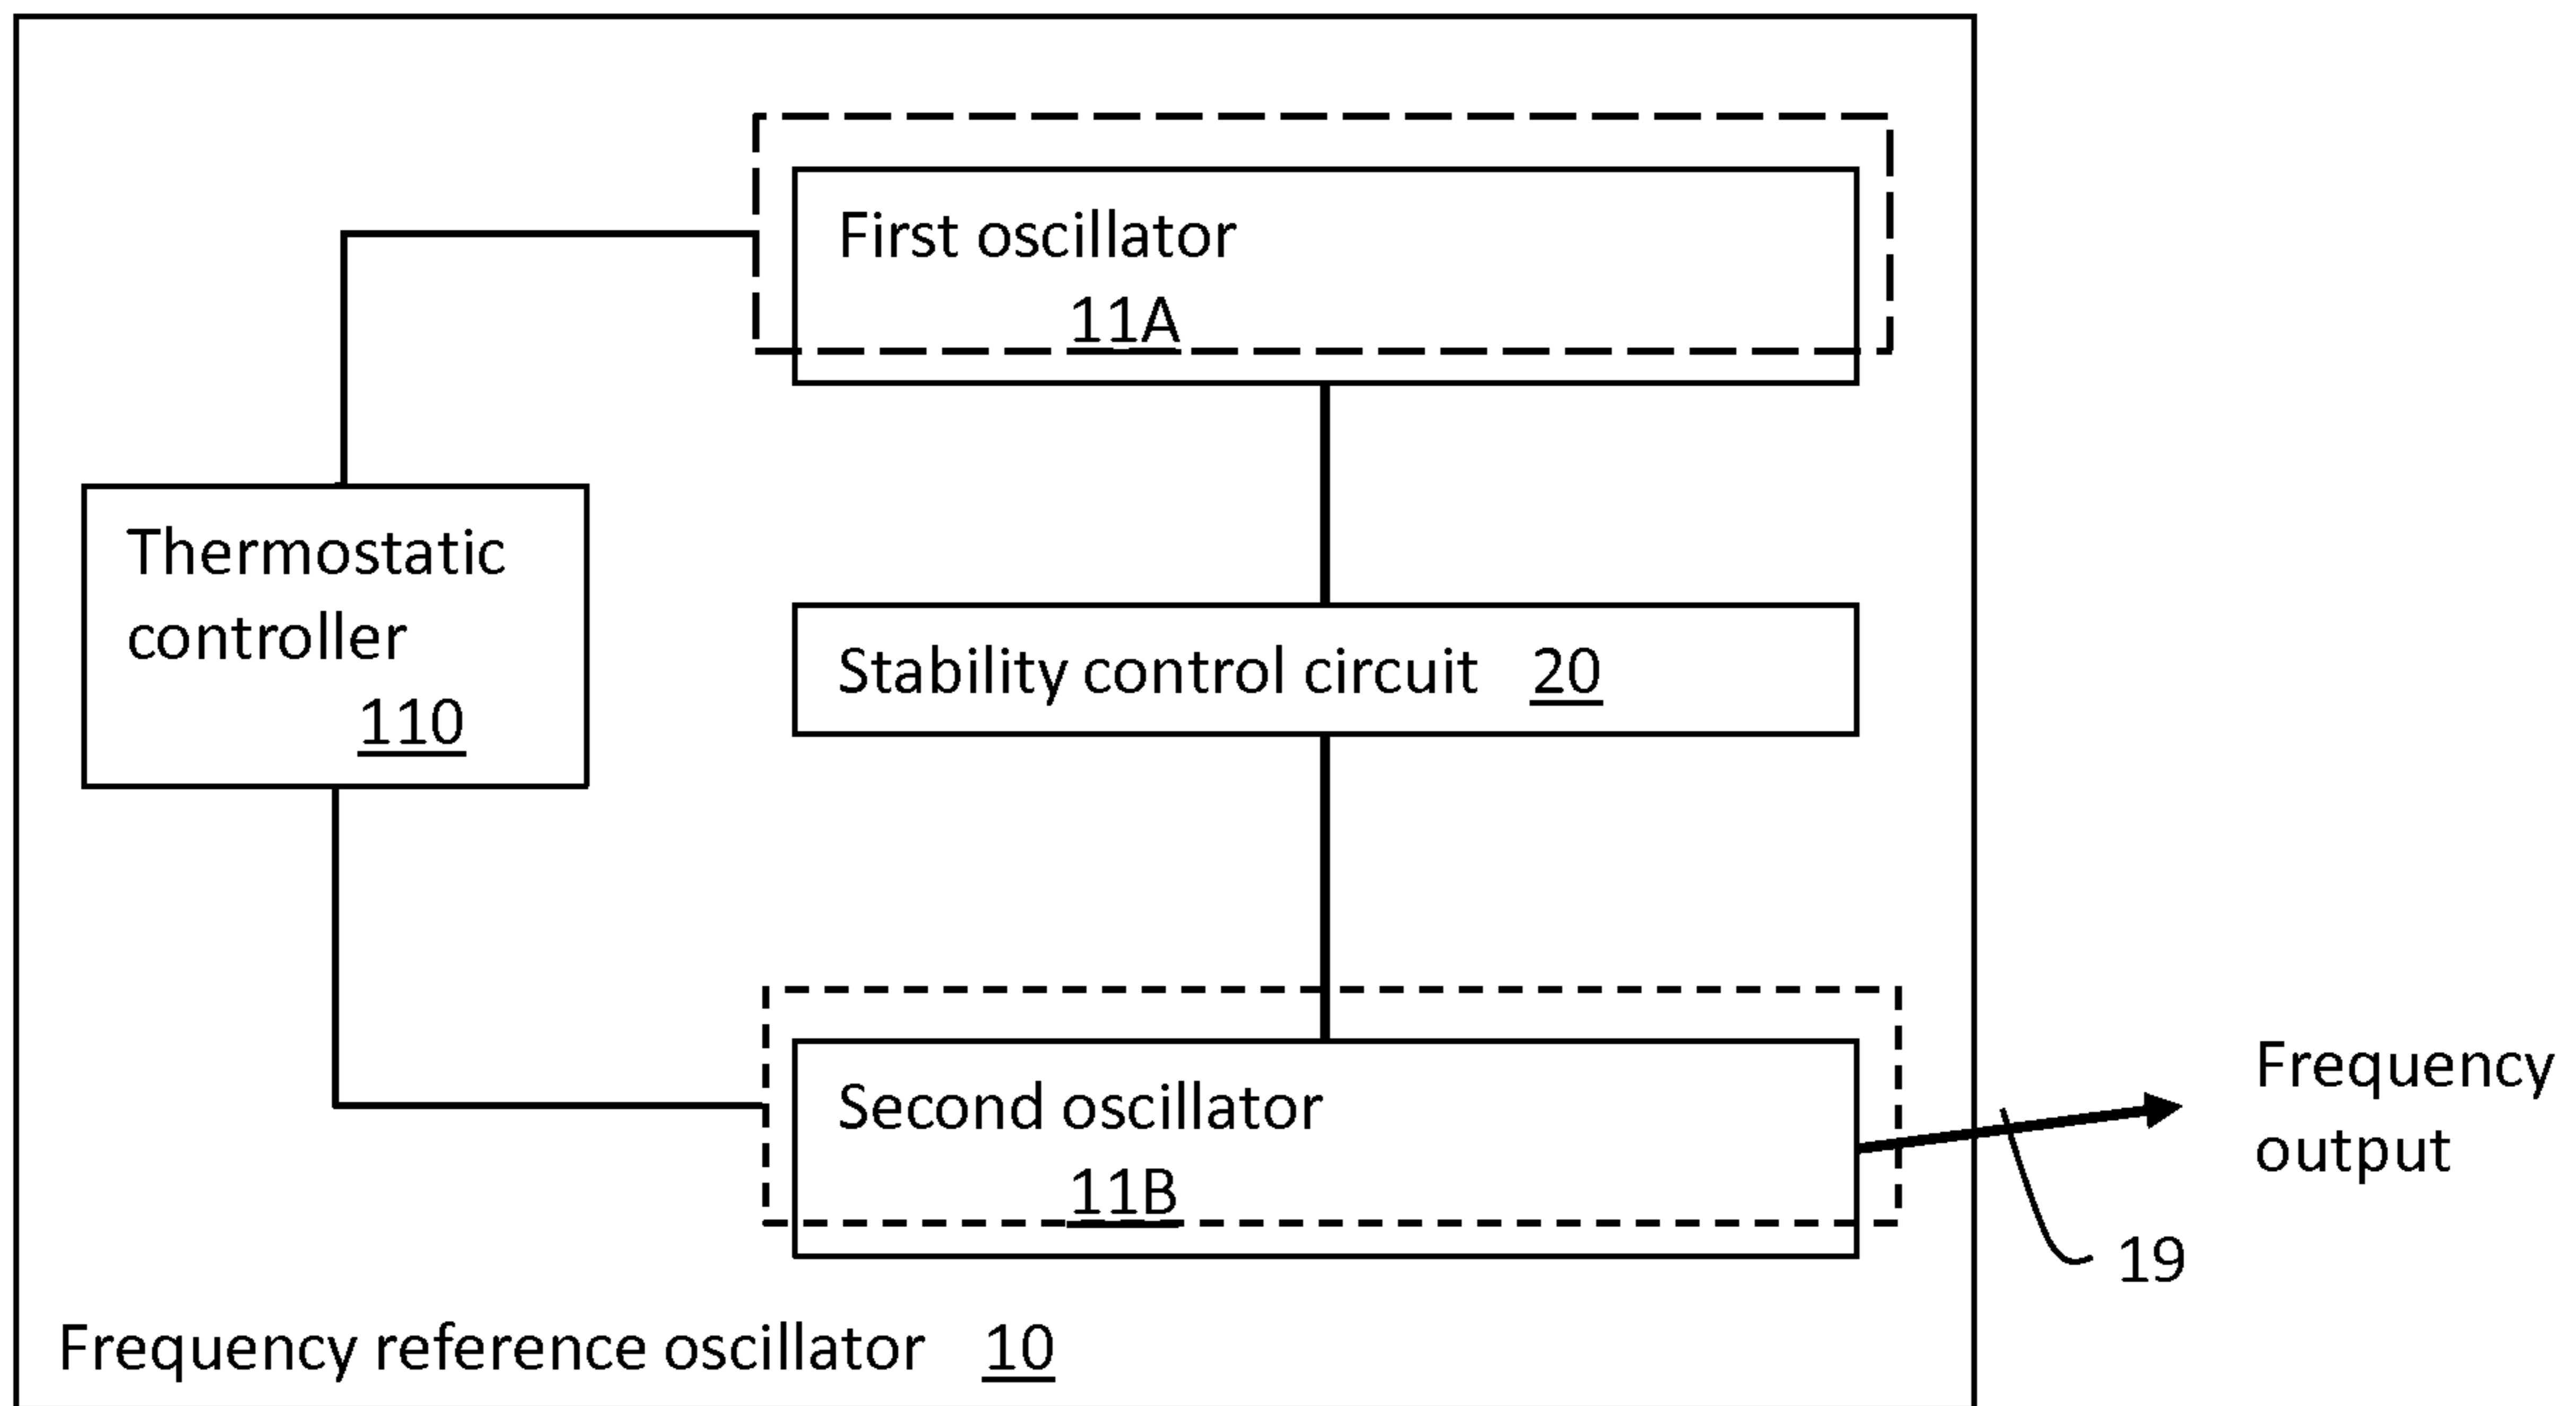 First oscillator
11A
Thermostatic
controller
110
Stability control circuit 20
Second oscillator
11B
Frequency
output
19
Frequency reference oscillator 10